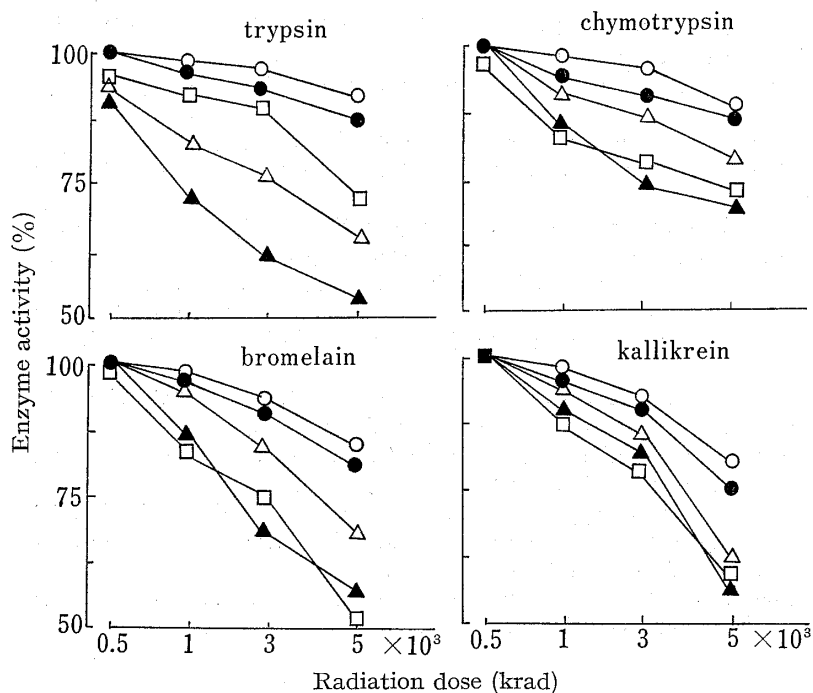 trypsin
chymotrypsin
100
75
50
bromelain
kallikrein
100
75
50
Enzyme activity (%)
0.5 1 3 5 ×10³
0.5 1 3 5 ×10³
Radiation dose (krad)